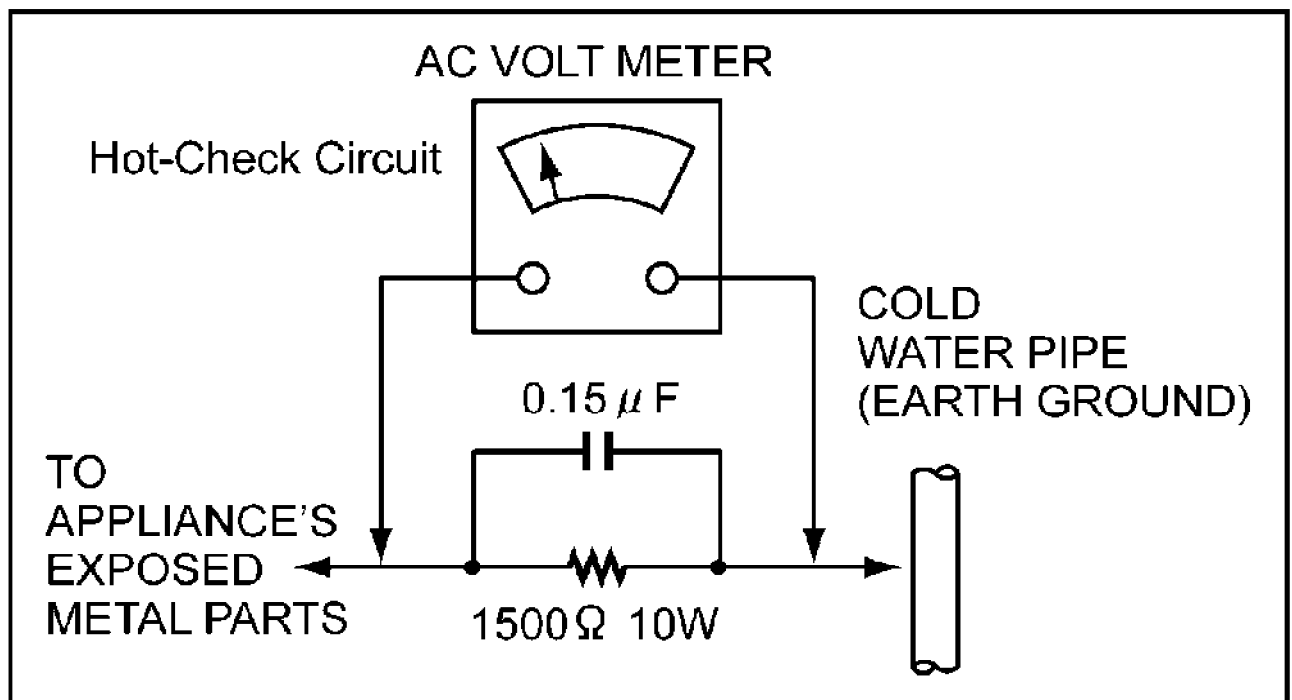 AC VOLT METER
Hot-Check Circuit
COLD
WATER PIPE
(EARTH GROUND)
0.15 μ F
TO
APPLIANCE'S
EXPOSED
METAL PARTS
1500 Ω 10W